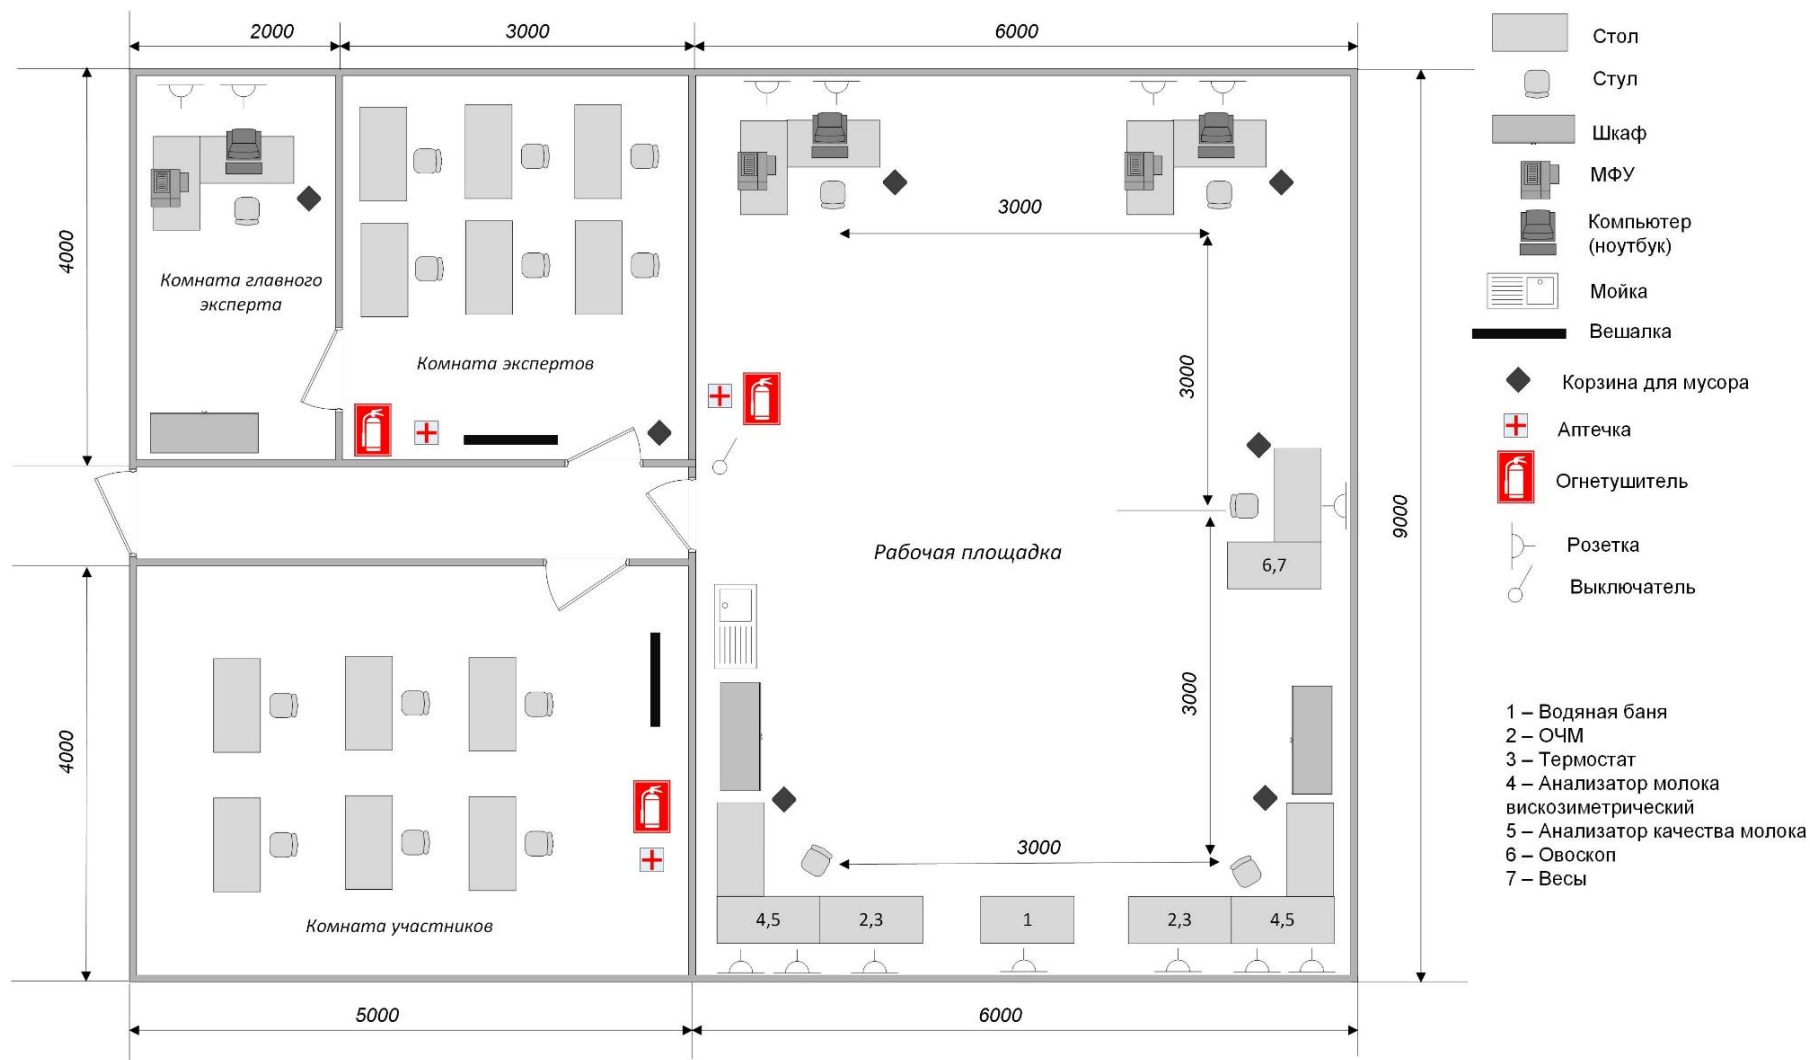 2000
3000
6000
4000
Комната главного
эксперта
Комната экспертов
3000
3000
9000
Рабочая площадка
6,7
3000
4000
3000
Комната участников
4,5
2,3
1
2,3
4,5
5000
6000
Стол
Стул
Шкаф
МФУ
Компьютер
(ноутбук)
Мойка
Вешалка
Корзина для мусора
Аптечка
Огнетушитель
Розетка
Выключатель
1 – Водяная баня
2 – ОЧМ
3 – Термостат
4 – Анализатор молока
вискозиметрический
5 – Анализатор качества молока
6 – Овоскоп
7 – Весы